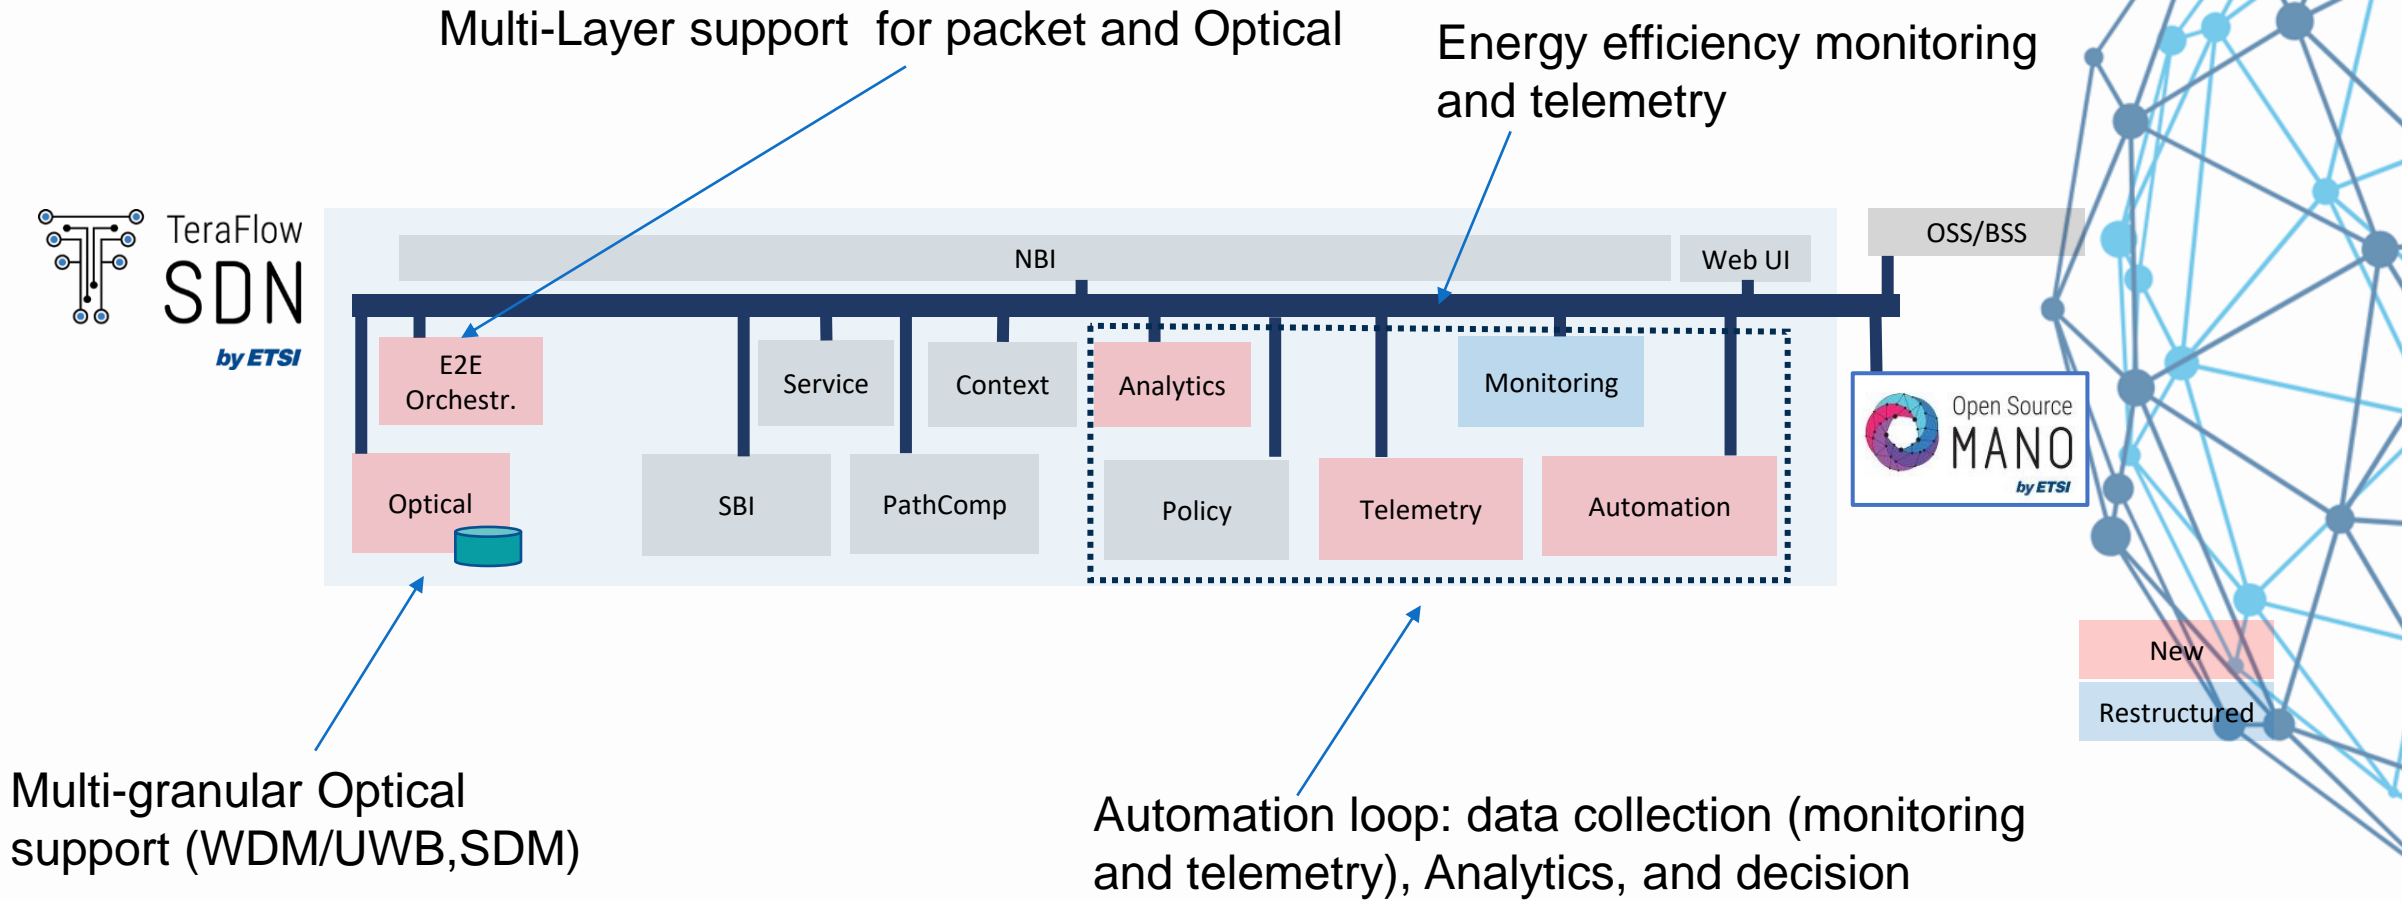 Multi-Layer support for packet and Optical
Energy efficiency monitoring
and telemetry
TeraFlow
SDN
by ETSI
NBI
Web UI
OSS/BSS
E2E
Orchestr.
Service
Context
Analytics
Monitoring
Optical
SBI
PathComp
Policy
Telemetry
Automation
Open Source
MANO
by ETSI
New
Restructured
Multi-granular Optical
support (WDM/UWB,SDM)
Automation loop: data collection (monitoring
and telemetry), Analytics, and decision